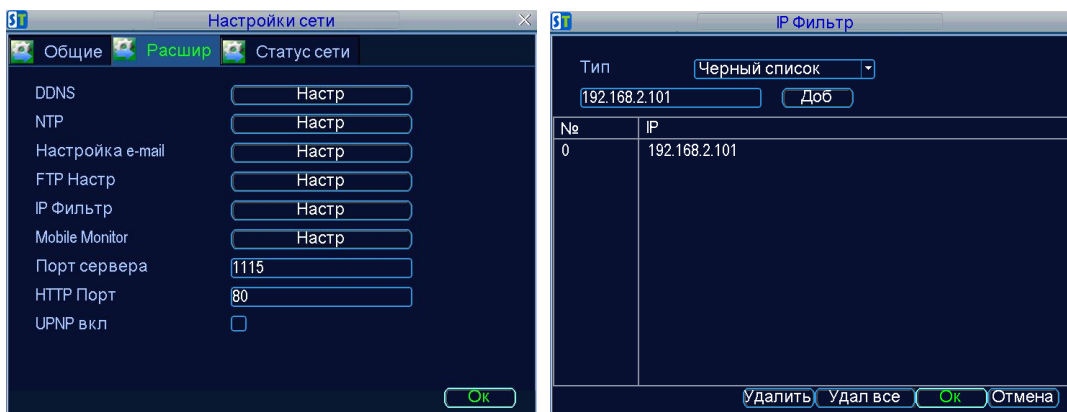 ST Настройки сети
Общие Расшир Статус сети
DDNS Настр
NTP Настр
Настройка e-mail Настр
FTP Настр Настр
IP Фильтр Настр
Mobile Monitor Настр
Порт сервера 1115
HTTP Порт 80
UPNP вкл
Ок
ST IP Фильтр
Тип Черный список
192.168.2.101 Доб
№ IP
0 192.168.2.101
Удалить Удал все Ок Отмена